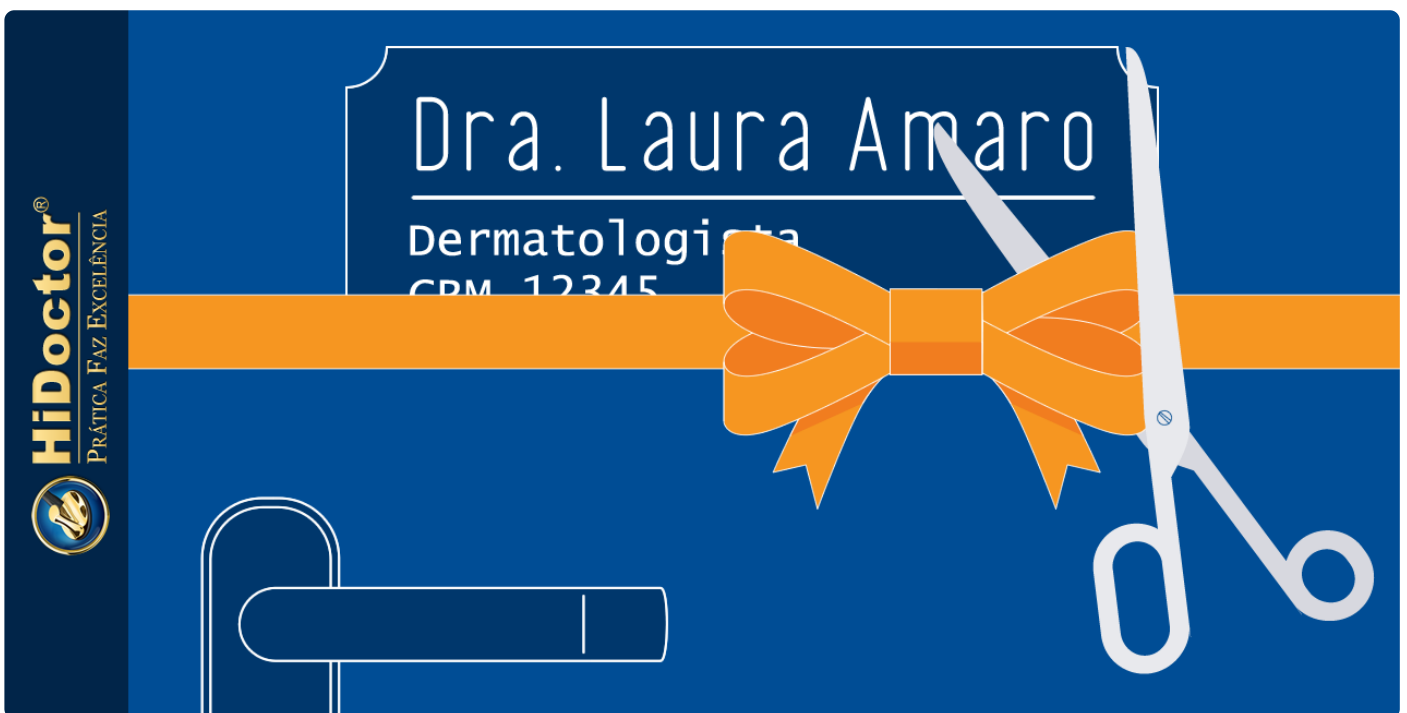 HiDoctor®
PRÁTICA FAZ EXCELÊNCIA
Dra. Laura Amaro
Dermatologista
CRM 12345